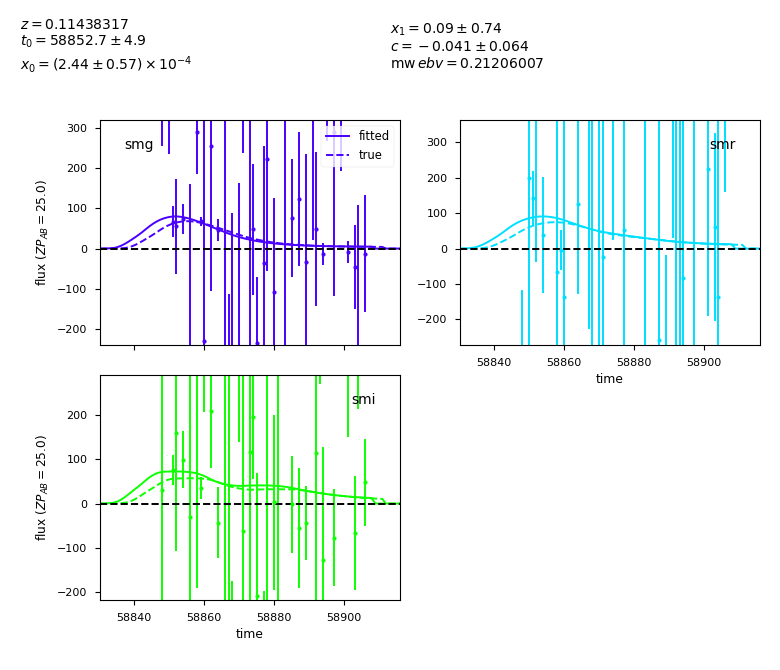 z = 0.11438317
t₀ = 58852.7 ± 4.9
x₀ = (2.44 ± 0.57) × 10⁻⁴
x₁ = 0.09 ± 0.74
c = −0.041 ± 0.064
mw ebv = 0.21206007
300
200
100
0
−100
−200
flux (ZP_AB = 25.0)
smg
fitted
true
300
200
100
0
−100
−200
smr
58840
58860
58880
58900
time
200
100
0
−100
−200
flux (ZP_AB = 25.0)
smi
58840
58860
58880
58900
time